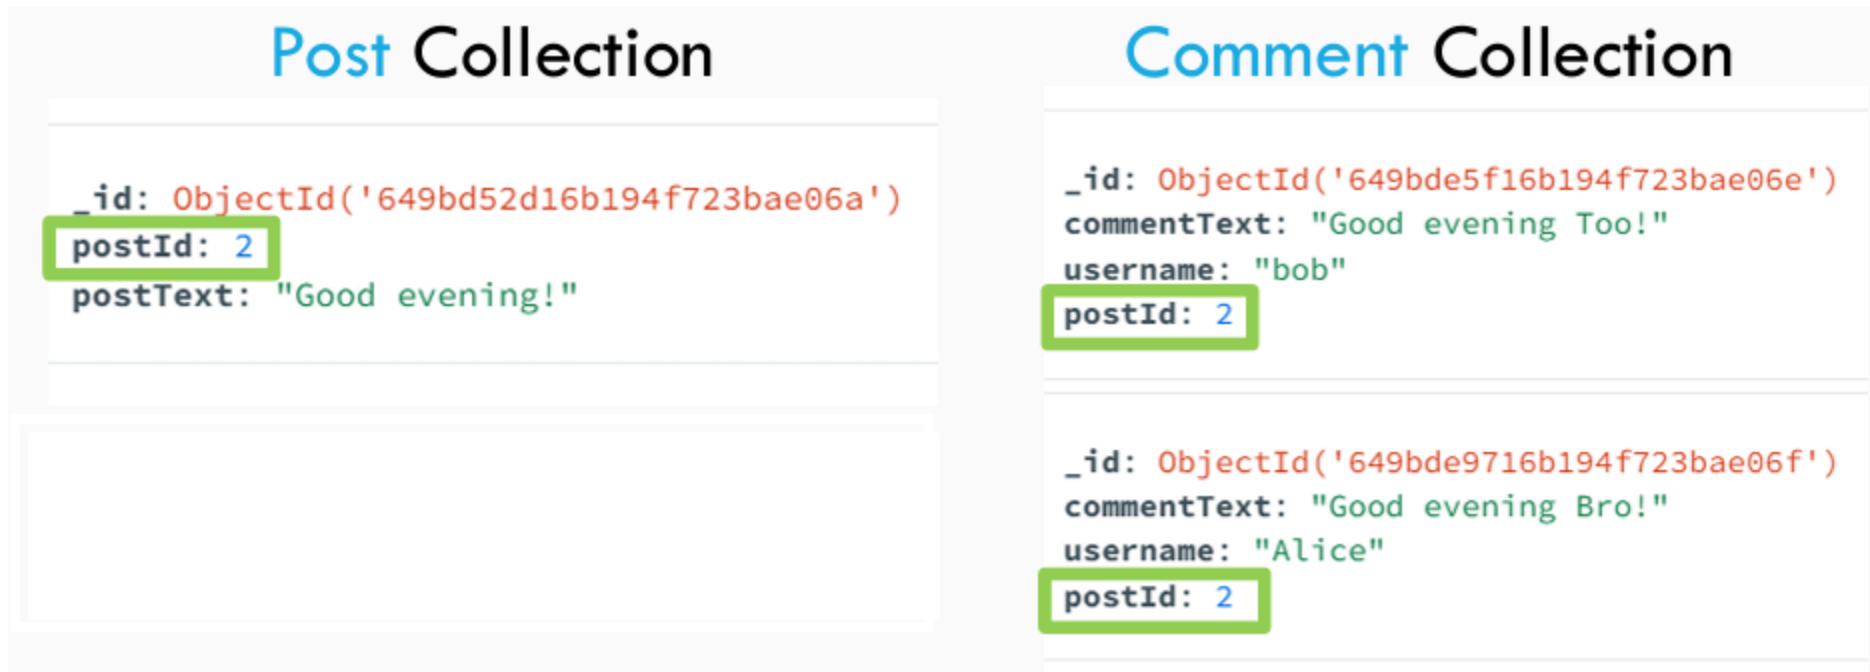 Post Collection
_id: ObjectId('649bd52d16b194f723bae06a')
postId: 2
postText: "Good evening!"
Comment Collection
_id: ObjectId('649bde5f16b194f723bae06e')
commentText: "Good evening Too!"
username: "bob"
postId: 2
_id: ObjectId('649bde9716b194f723bae06f')
commentText: "Good evening Bro!"
username: "Alice"
postId: 2